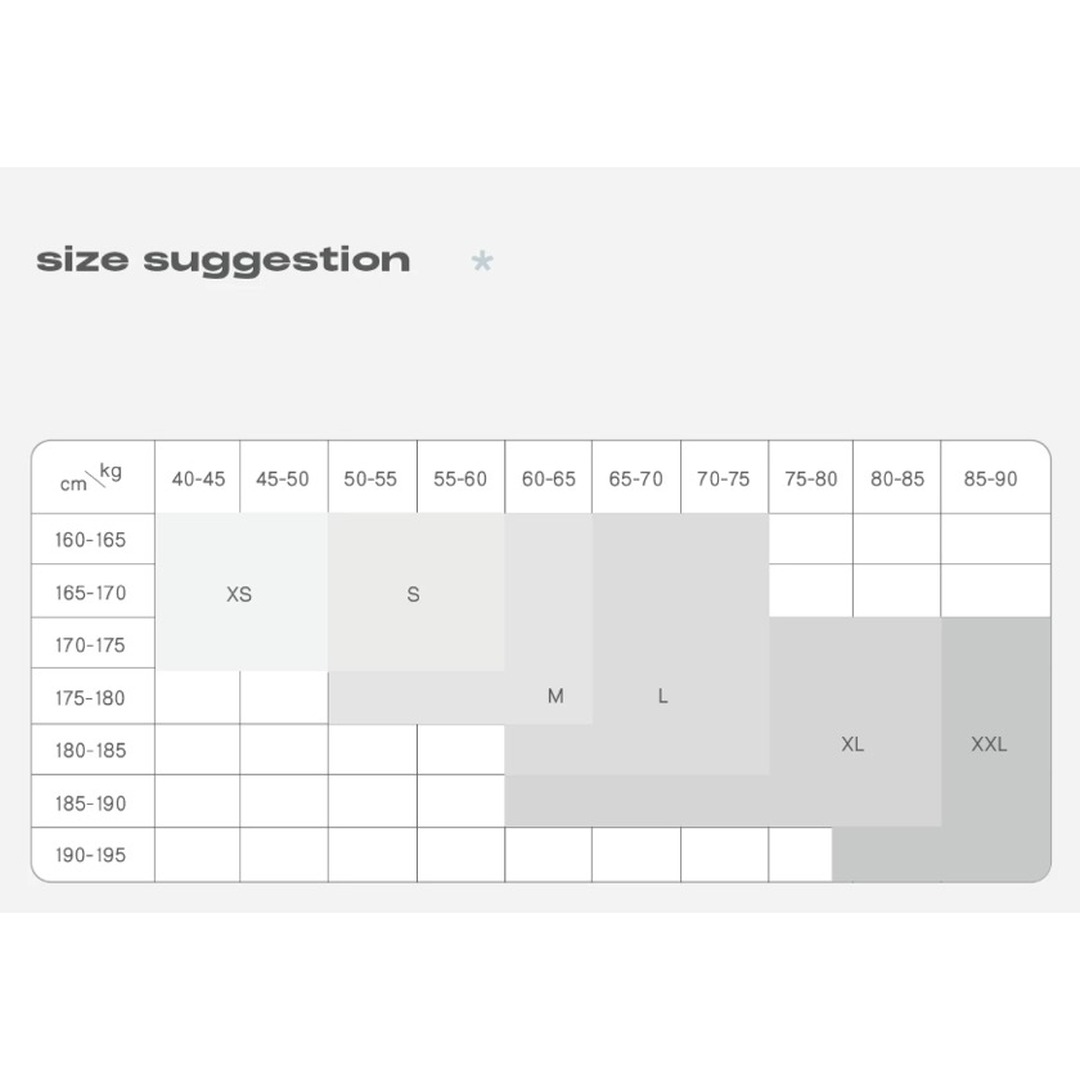 size suggestion *
cm\kg 40-45 45-50 50-55 55-60 60-65 65-70 70-75 75-80 80-85 85-90
160-165
165-170 XS S
170-175
175-180 M L
180-185 XL XXL
185-190
190-195